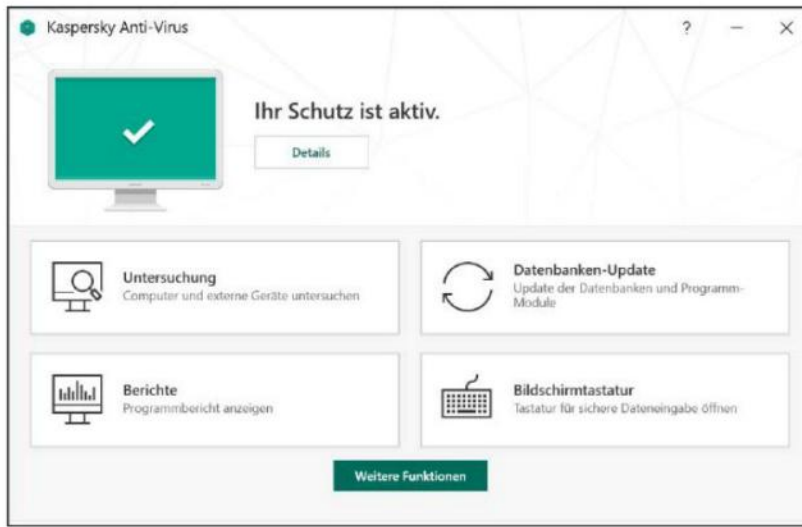 Kaspersky Anti-Virus
?
Ihr Schutz ist aktiv.
Details
Untersuchung
Computer und externe Geräte untersuchen
Datenbanken-Update
Update der Datenbanken und Programm-
Module
Berichte
Programmbericht anzeigen
Bildschirmtastatur
Tastatur für sichere Dateneingabe öffnen
Weitere Funktionen